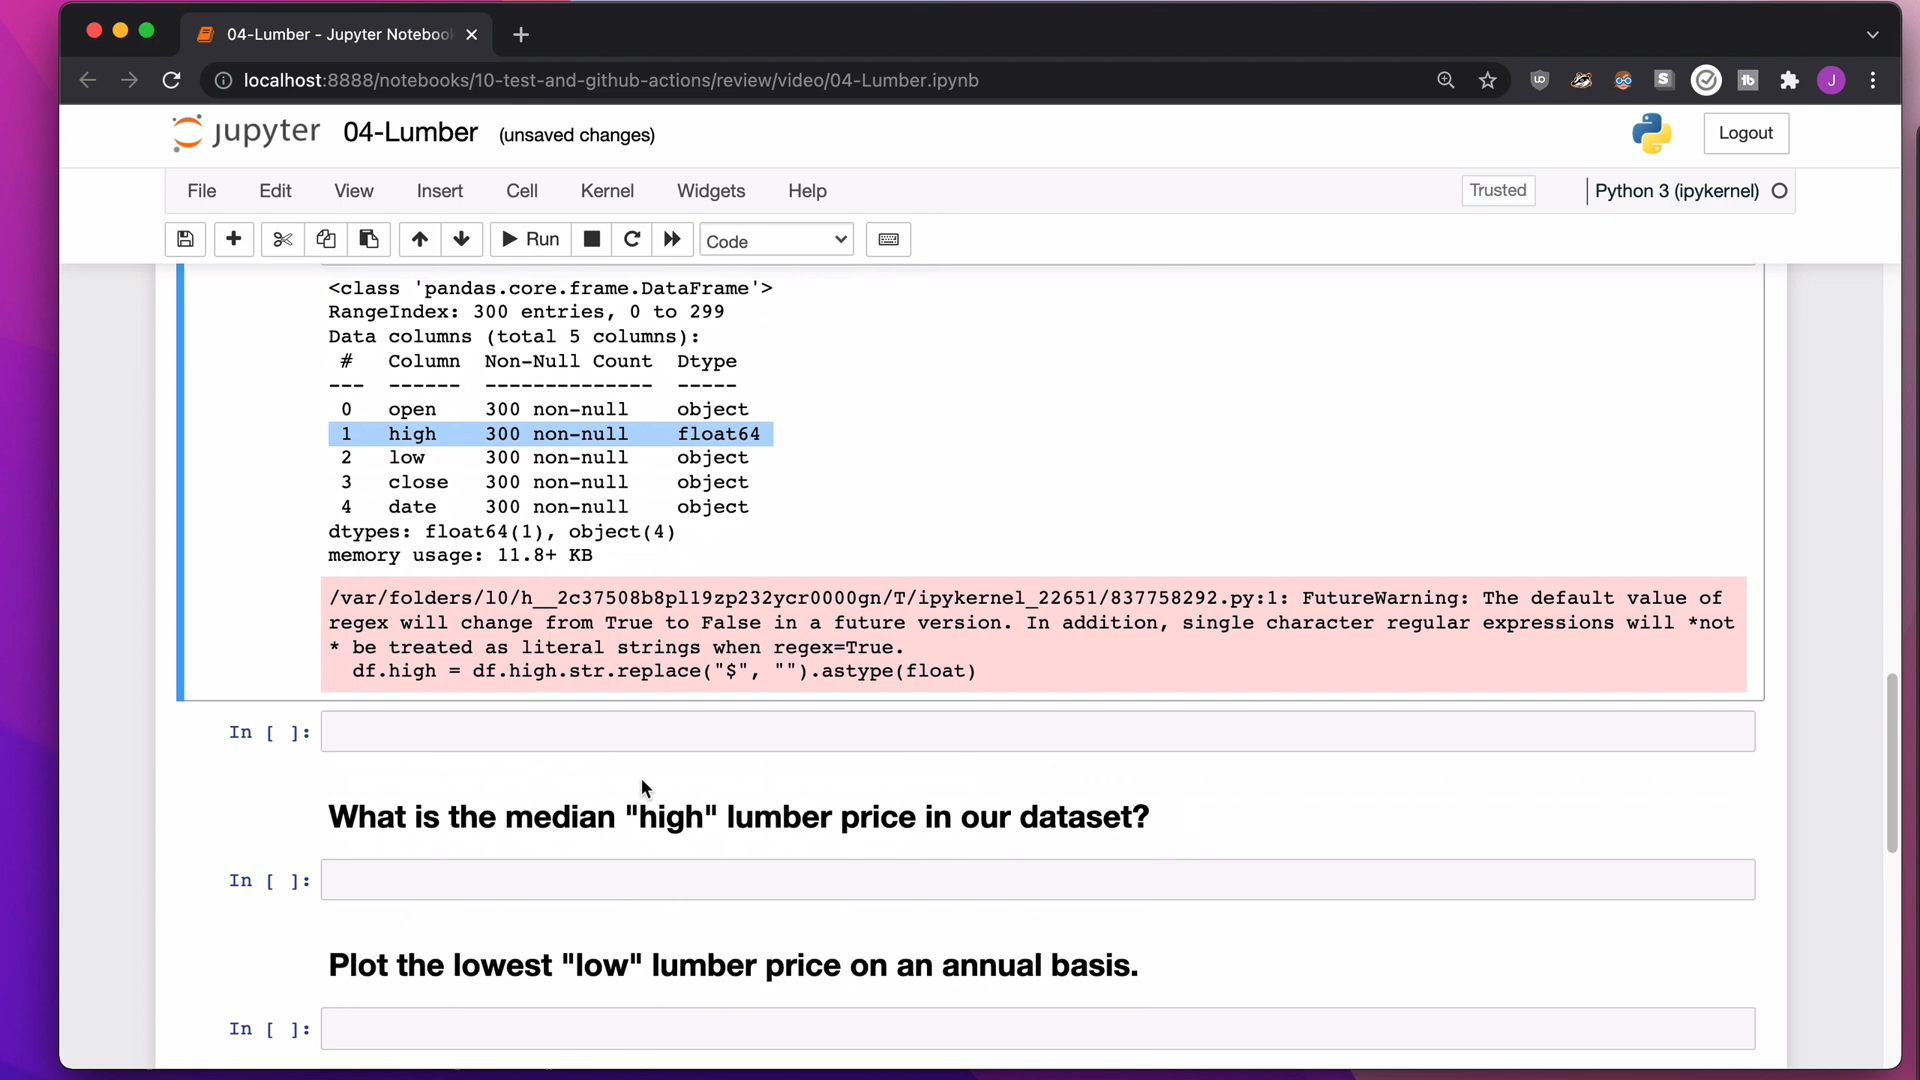 04-Lumber - Jupyter Noteboo
localhost:8888/notebooks/10-test-and-github-actions/review/video/04-Lumber.ipynb
J
jupyter 04-Lumber (unsaved changes)
Logout
File Edit View Insert Cell Kernel Widgets Help
Trusted Python 3 (ipykernel)
Run Code
<class 'pandas.core.frame.DataFrame'>
RangeIndex: 300 entries, 0 to 299
Data columns (total 5 columns):
# Column Non-Null Count Dtype
--- ------ -------------- -----
0 open 300 non-null object
1 high 300 non-null float64
2 low 300 non-null object
3 close 300 non-null object
4 date 300 non-null object
dtypes: float64(1), object(4)
memory usage: 11.8+ KB
/var/folders/l0/h__2c37508b8pl19zp232ycr0000gn/T/ipykernel_22651/837758292.py:1: FutureWarning: The default value of
regex will change from True to False in a future version. In addition, single character regular expressions will *not
* be treated as literal strings when regex=True.
df.high = df.high.str.replace("$", "").astype(float)
In [ ]:
What is the median "high" lumber price in our dataset?
In [ ]:
Plot the lowest "low" lumber price on an annual basis.
In [ ]: